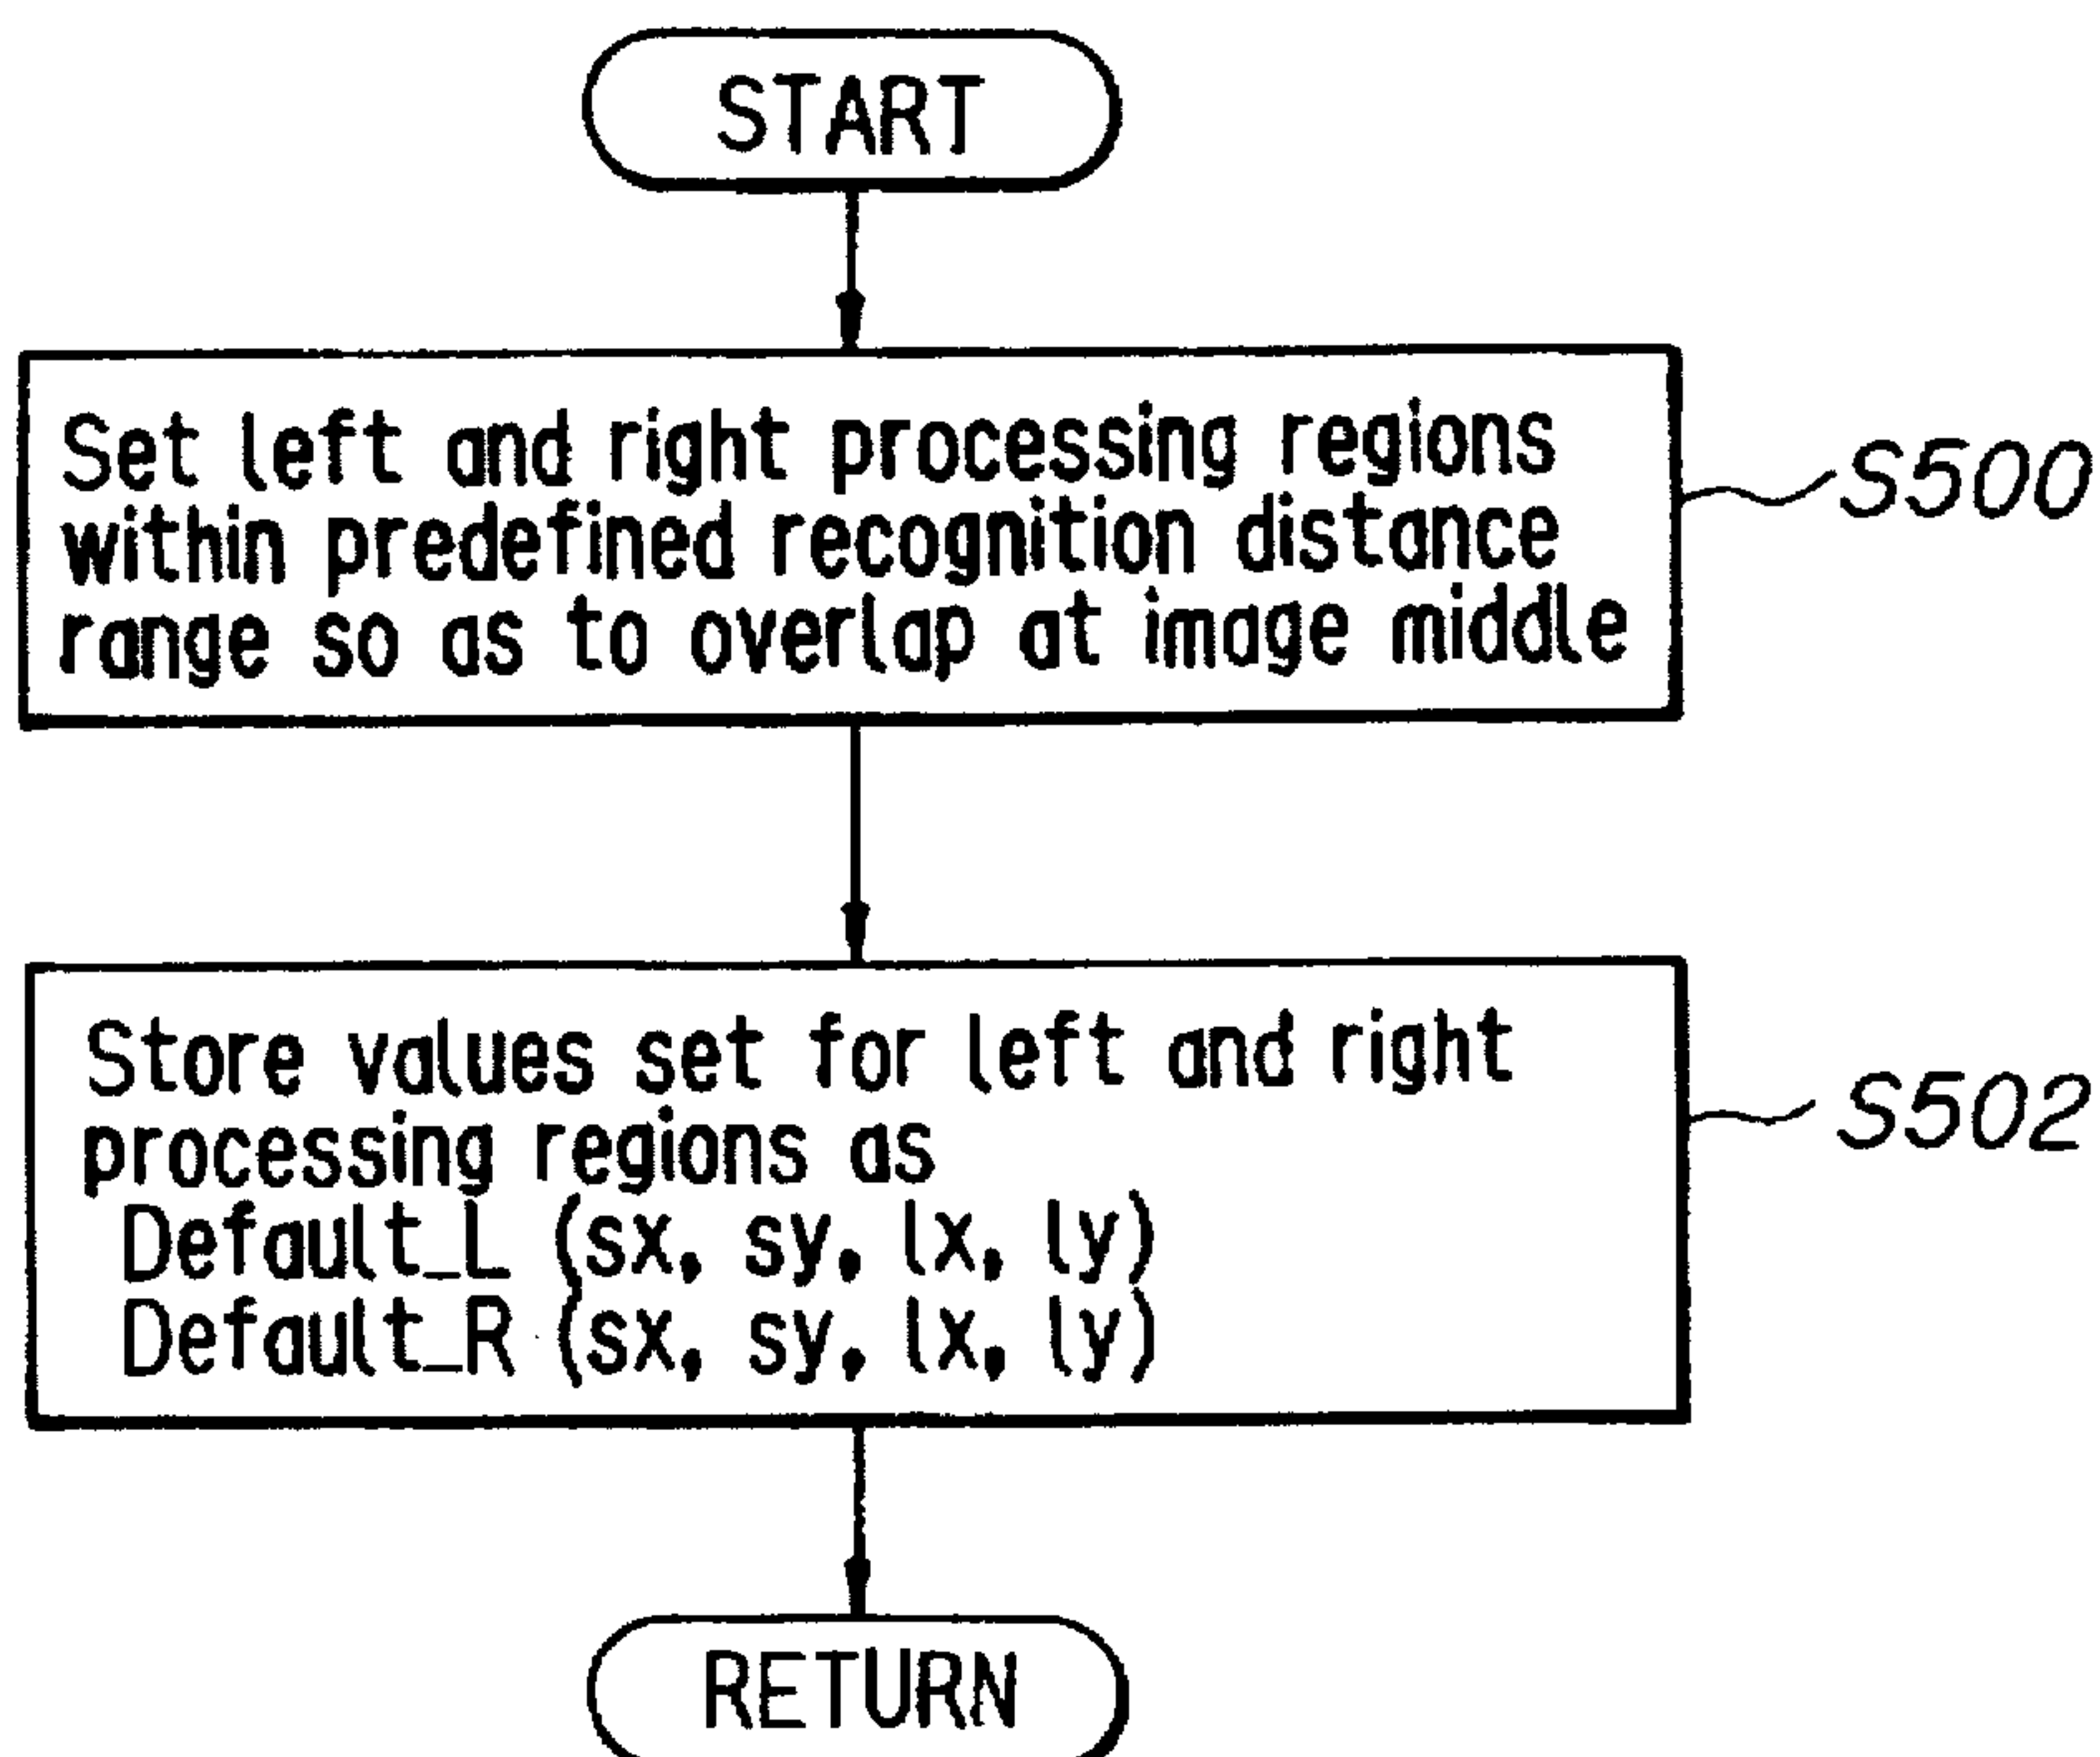 START
Set left and right processing regions
within predefined recognition distance
range so as to overlap at image middle
S500
Store values set for left and right
processing regions as
Default_L (sx, sy, lx, ly)
Default_R (sx, sy, lx, ly)
S502
RETURN